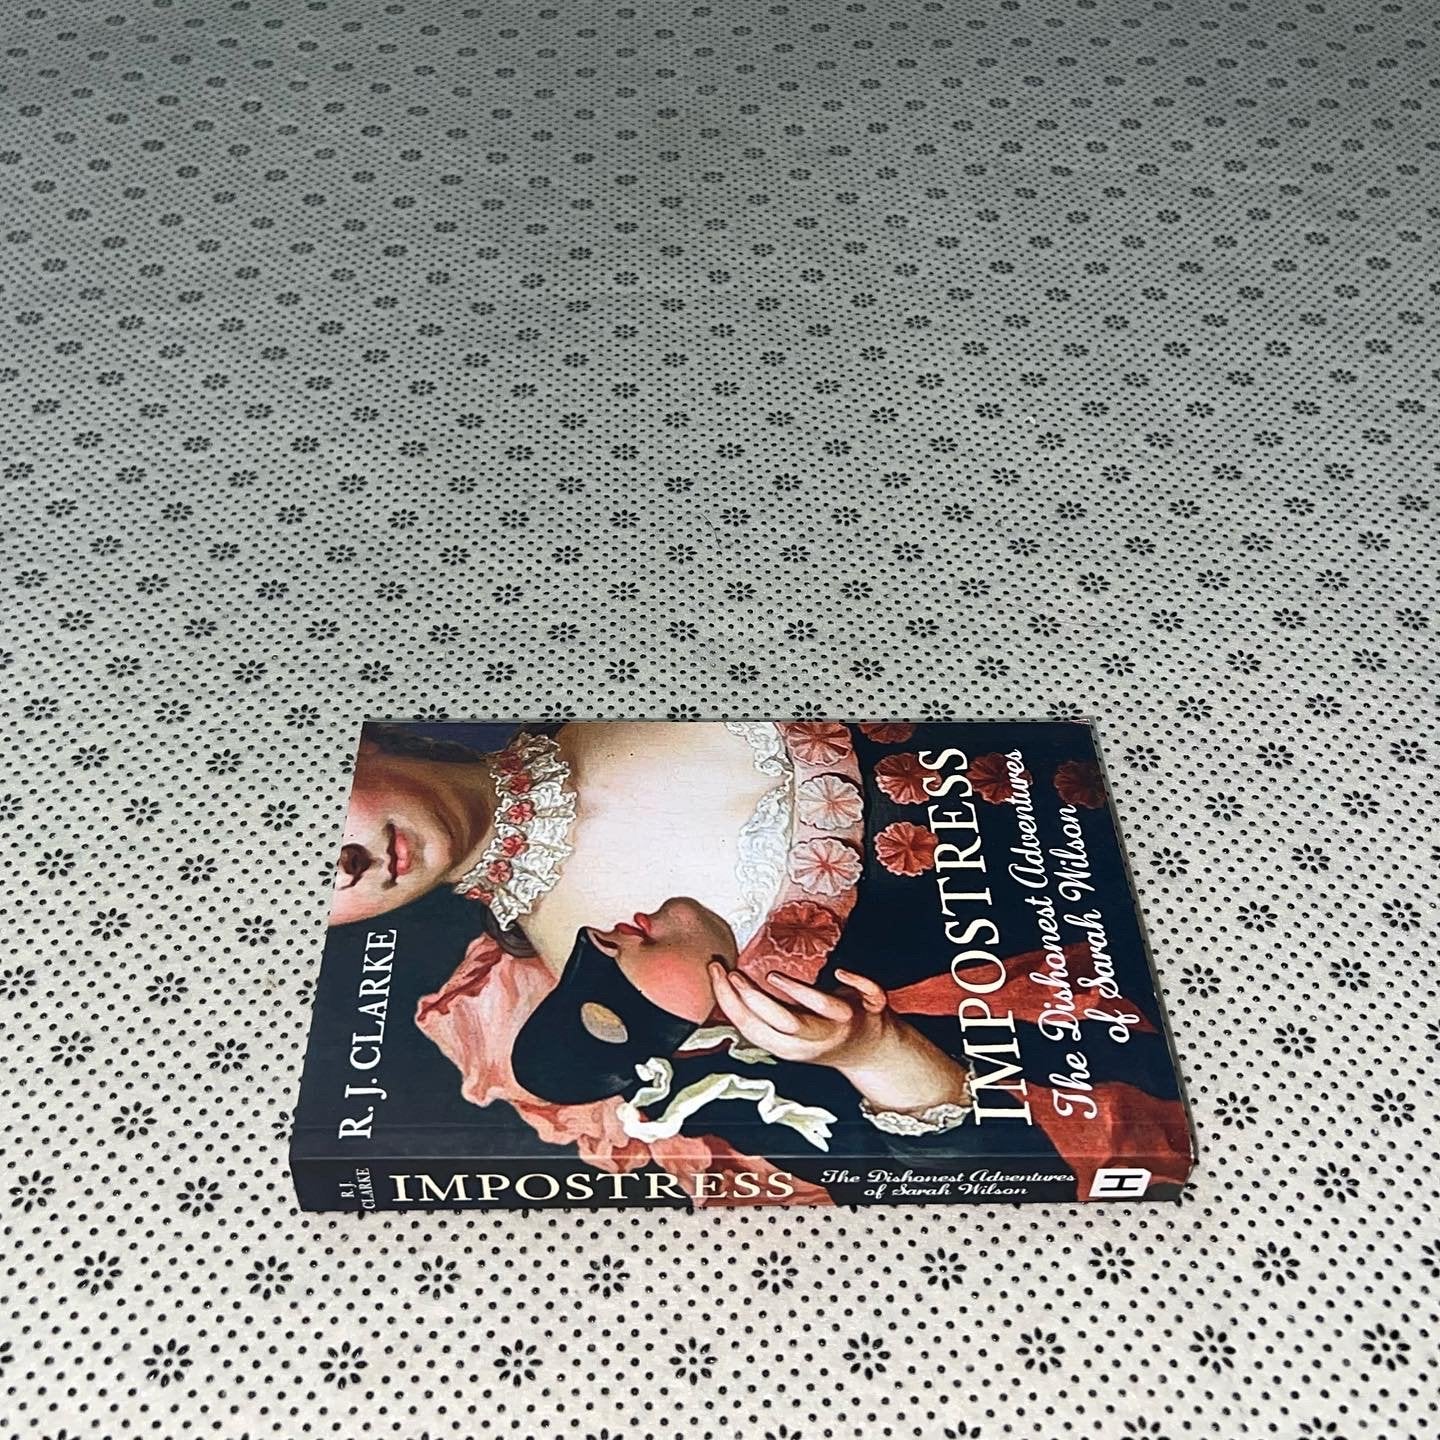 R. J. CLARKE
IMPOSTRESS
The Dishonest Adventures
of Sarah Wilson
R. J.
CLARKE
IMPOSTRESS
The Dishonest Adventures
of Sarah Wilson
H